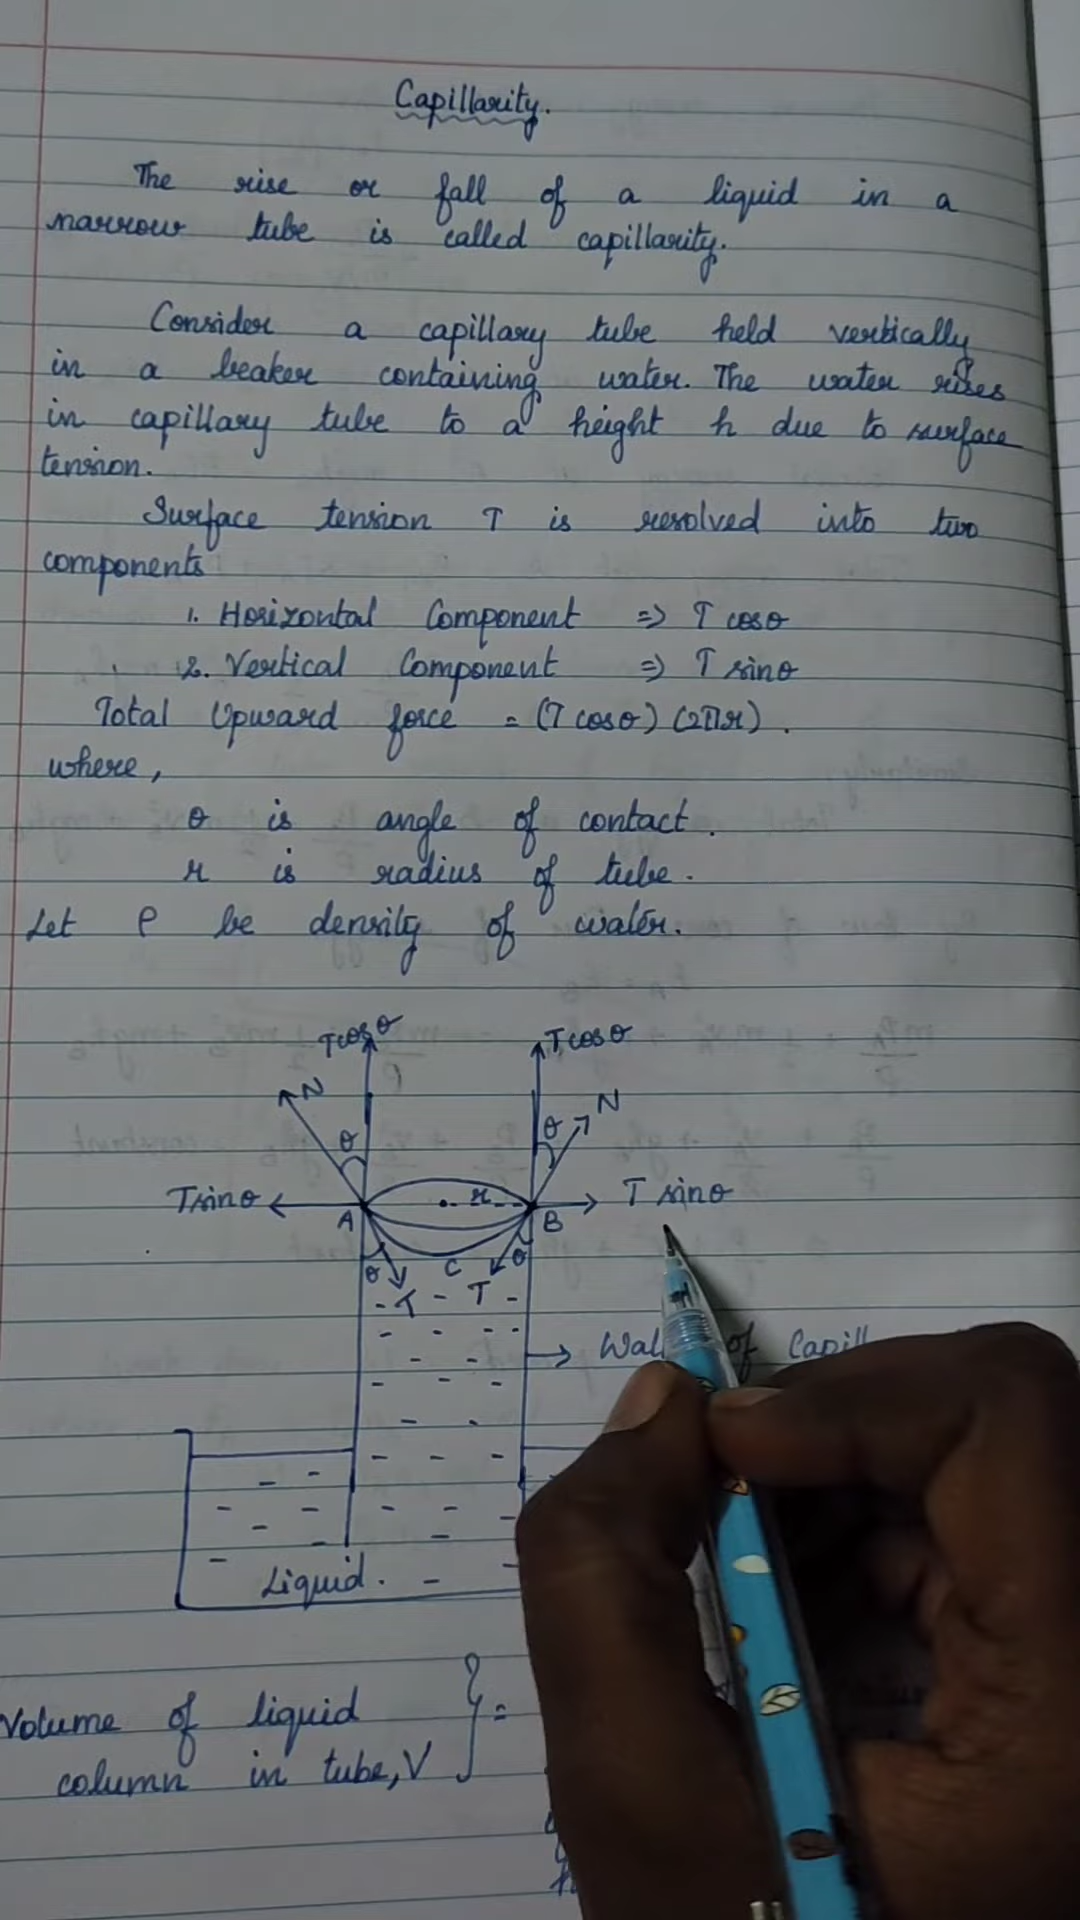 Capillarity.
The rise or fall of a liquid in a
narrow tube is called capillarity.
Consider a capillary tube held vertically
in a beaker containing water. The water rises
in capillary tube to a height h due to surface
tension.
Surface tension T is resolved into two
components
1. Horizontal Component => T cosθ
2. Vertical Component => T sinθ
Total Upward force = (T cosθ) (2πr).
where,
θ is angle of contact.
r is radius of tube.
Let ρ be density of water.
Tcosθ Tcosθ
N N
θ θ
Tsinθ r T sinθ
A B
θ C θ
T T
of Capill
Liquid.
Volume of liquid
column in tube, V } =